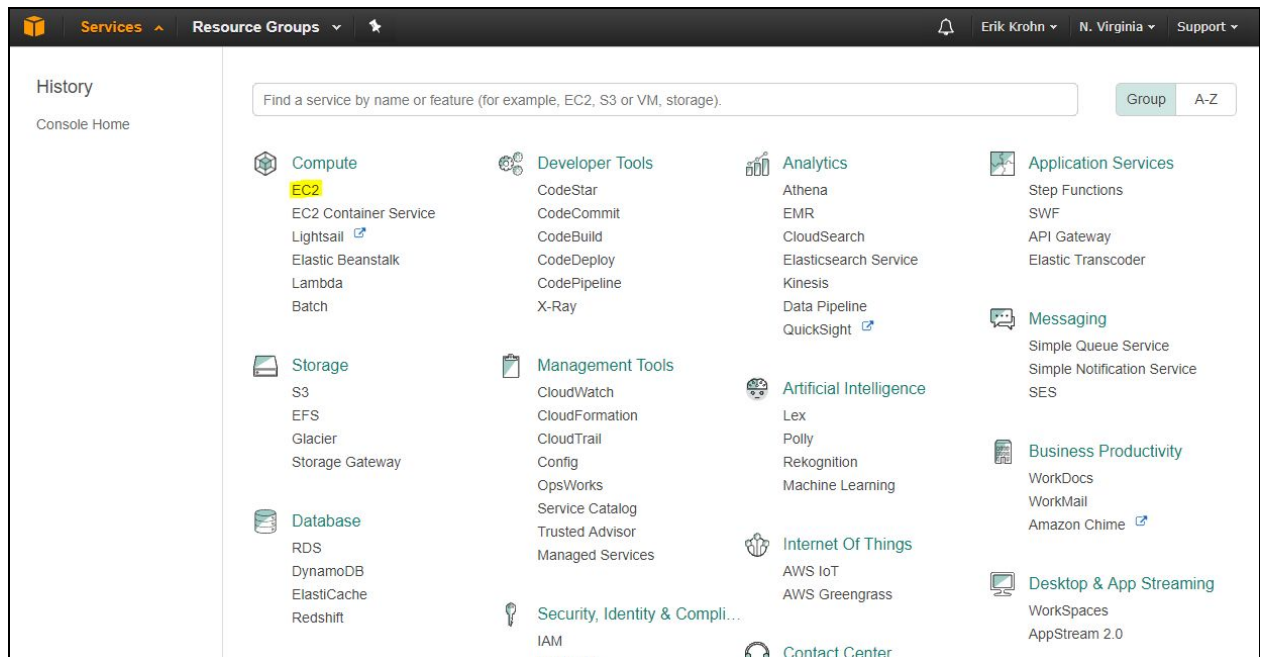 Services
Resource Groups
Erik Krohn
N. Virginia
Support
History
Console Home
Find a service by name or feature (for example, EC2, S3 or VM, storage).
Group
A-Z
Compute
EC2
EC2 Container Service
Lightsail
Elastic Beanstalk
Lambda
Batch
Storage
S3
EFS
Glacier
Storage Gateway
Database
RDS
DynamoDB
ElastiCache
Redshift
Developer Tools
CodeStar
CodeCommit
CodeBuild
CodeDeploy
CodePipeline
X-Ray
Management Tools
CloudWatch
CloudFormation
CloudTrail
Config
OpsWorks
Service Catalog
Trusted Advisor
Managed Services
Security, Identity & Compli...
IAM
Analytics
Athena
EMR
CloudSearch
Elasticsearch Service
Kinesis
Data Pipeline
QuickSight
Artificial Intelligence
Lex
Polly
Rekognition
Machine Learning
Internet Of Things
AWS IoT
AWS Greengrass
Contact Center
Application Services
Step Functions
SWF
API Gateway
Elastic Transcoder
Messaging
Simple Queue Service
Simple Notification Service
SES
Business Productivity
WorkDocs
WorkMail
Amazon Chime
Desktop & App Streaming
WorkSpaces
AppStream 2.0